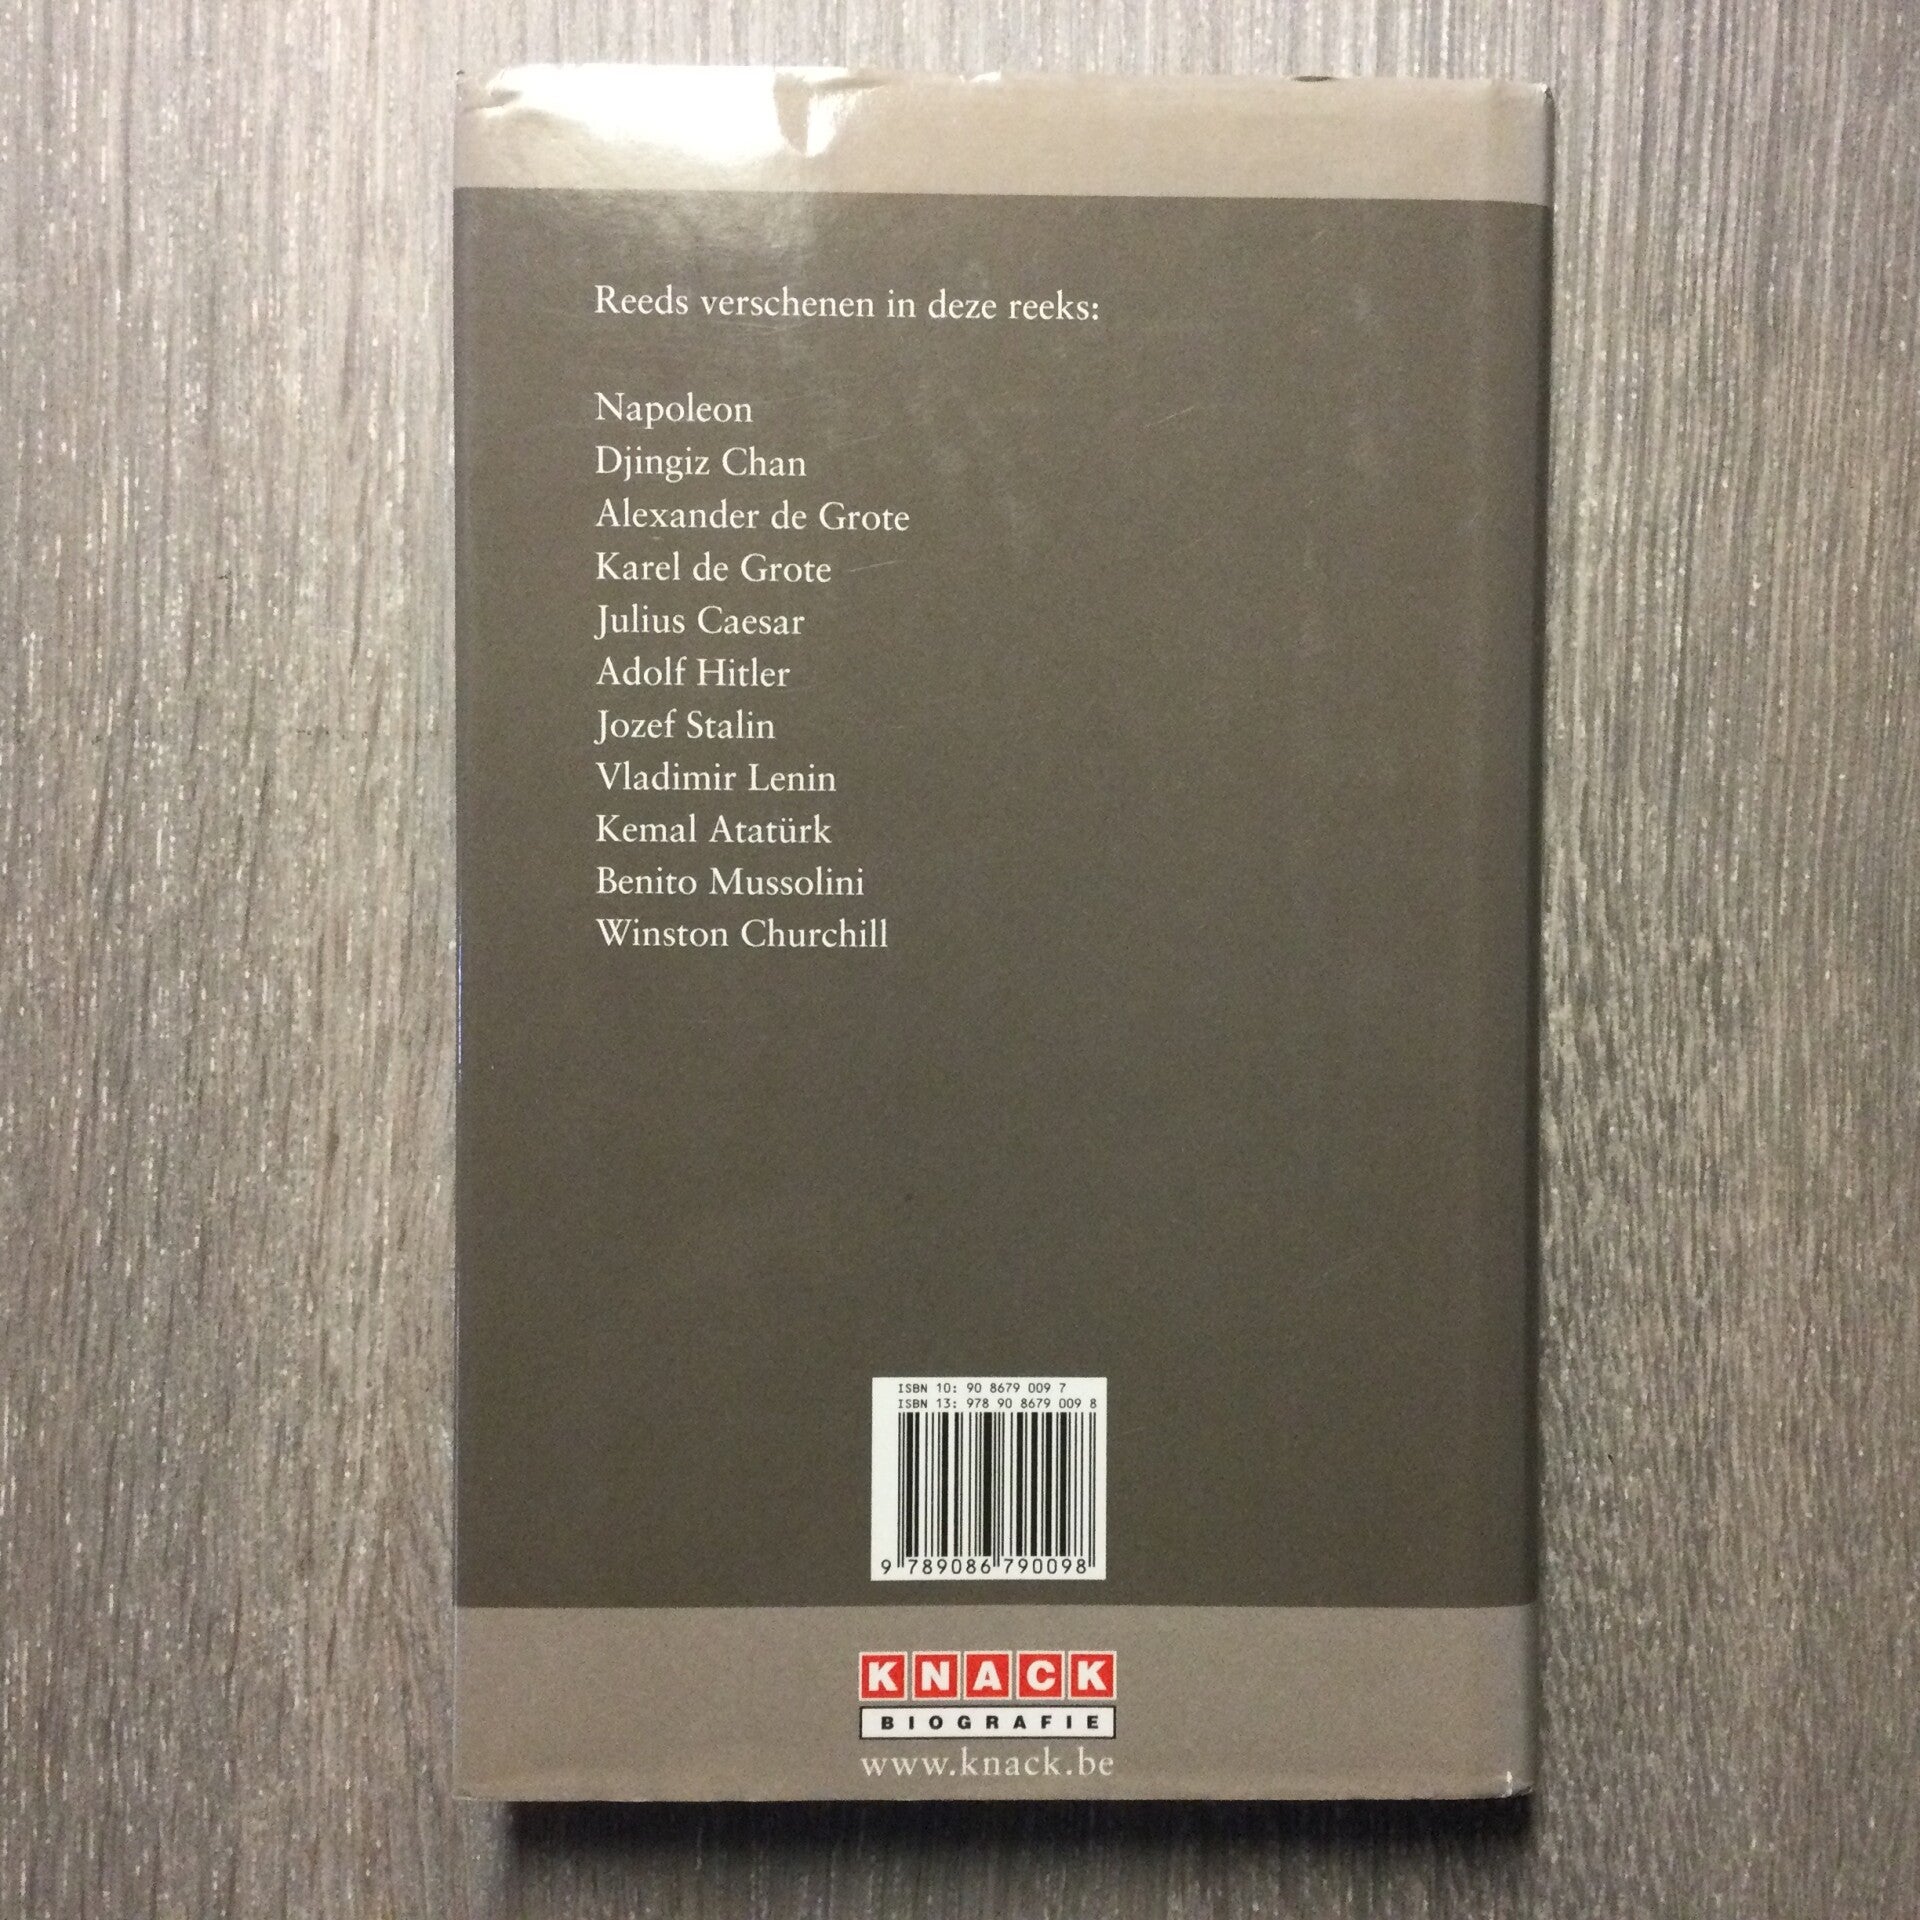 Reeds verschenen in deze reeks:
Napoleon
Djingiz Chan
Alexander de Grote
Karel de Grote
Julius Caesar
Adolf Hitler
Jozef Stalin
Vladimir Lenin
Kemal Atatürk
Benito Mussolini
Winston Churchill
ISBN 10: 90 8679 009 7
ISBN 13: 978 90 8679 009 8
9 789086 790098
KNACK
BIOGRAFIE
www.knack.be